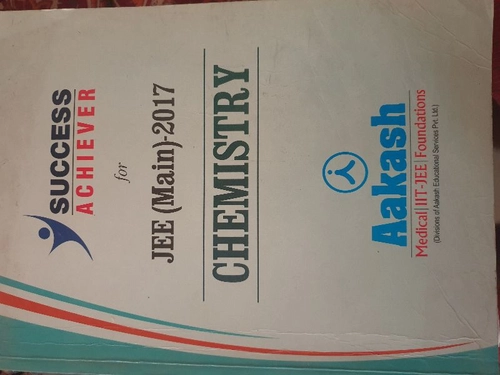 SUCCESS
ACHIEVER
for
JEE (Main)-2017
CHEMISTRY
Aakash
Medical|IIT-JEE|Foundations
(Divisions of Aakash Educational Services Pvt. Ltd.)